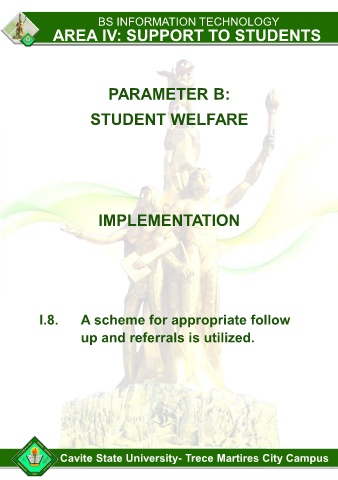 BS INFORMATION TECHNOLOGY
AREA IV: SUPPORT TO STUDENTS
PARAMETER B:
STUDENT WELFARE
IMPLEMENTATION
I.8. A scheme for appropriate follow
up and referrals is utilized.
Cavite State University- Trece Martires City Campus